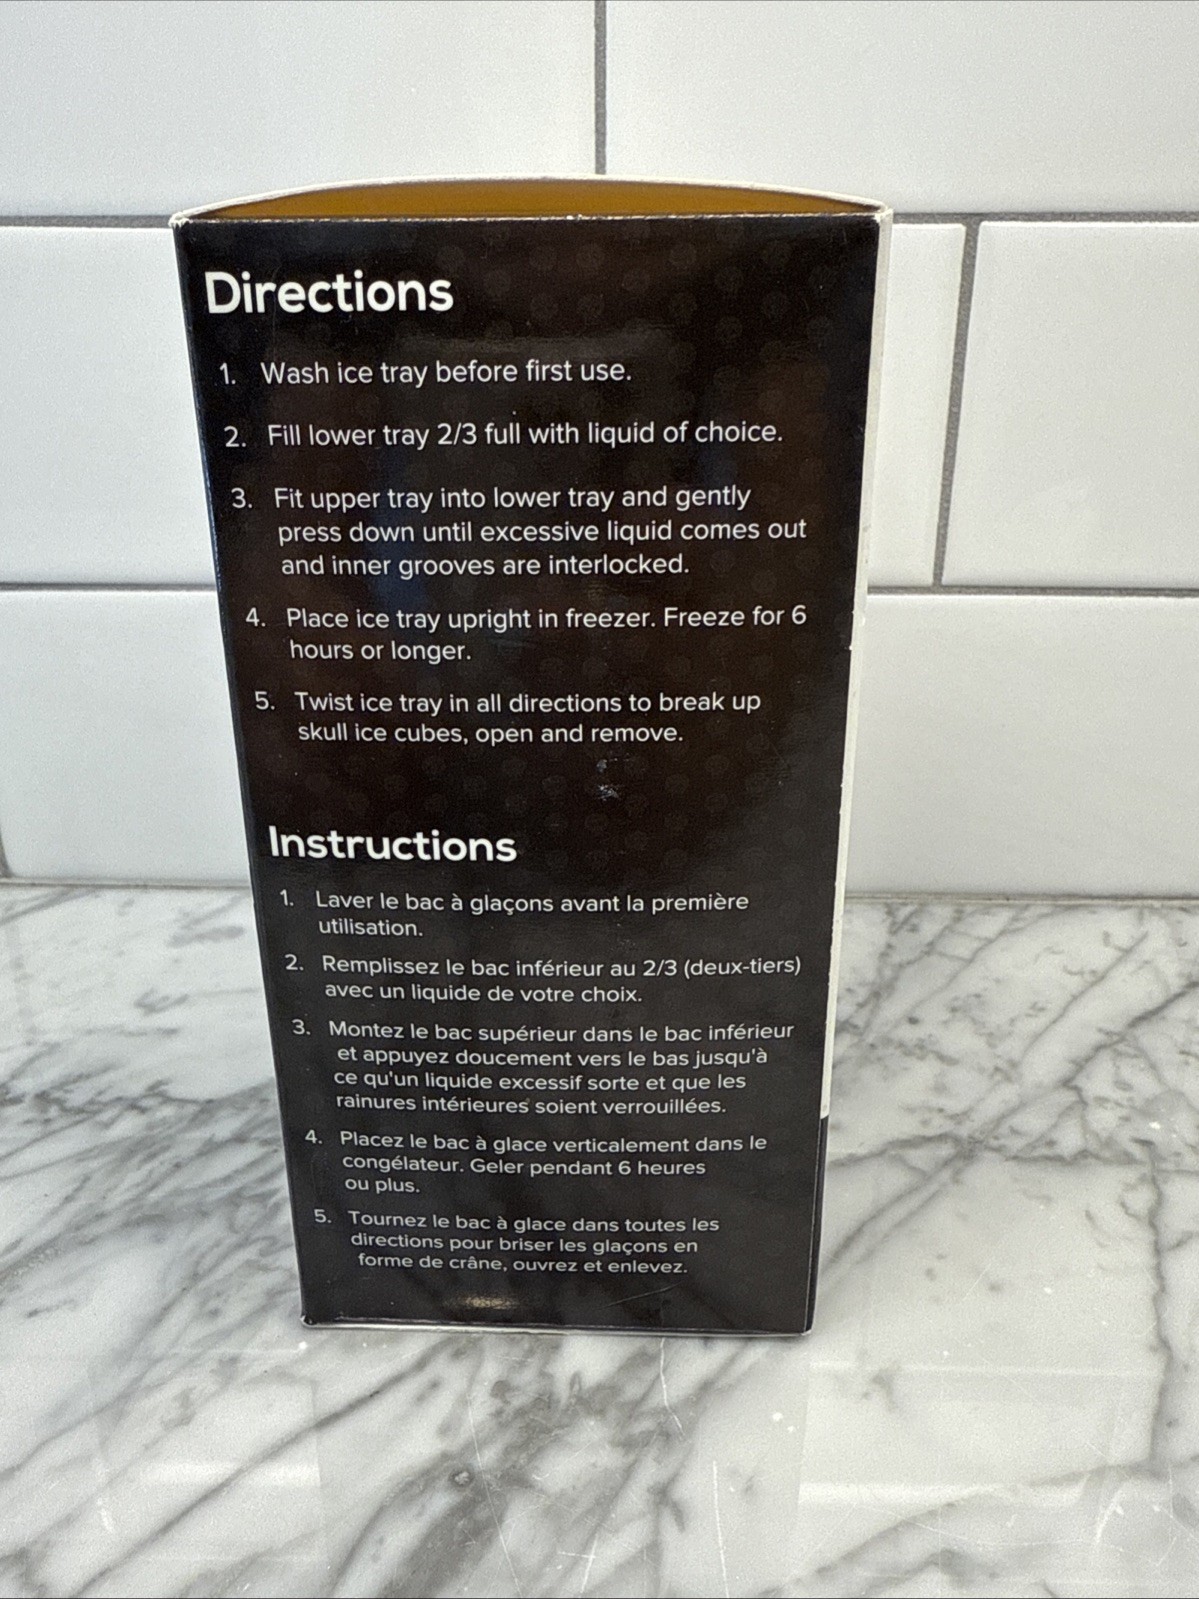 Directions
1. Wash ice tray before first use.
2. Fill lower tray 2/3 full with liquid of choice.
3. Fit upper tray into lower tray and gently
press down until excessive liquid comes out
and inner grooves are interlocked.
4. Place ice tray upright in freezer. Freeze for 6
hours or longer.
5. Twist ice tray in all directions to break up
skull ice cubes, open and remove.
Instructions
1. Laver le bac à glaçons avant la première
utilisation.
2. Remplissez le bac inférieur au 2/3 (deux-tiers)
avec un liquide de votre choix.
3. Montez le bac supérieur dans le bac inférieur
et appuyez doucement vers le bas jusqu'à
ce qu'un liquide excessif sorte et que les
rainures intérieures soient verrouillées.
4. Placez le bac à glace verticalement dans le
congélateur. Geler pendant 6 heures
ou plus.
5. Tournez le bac à glace dans toutes les
directions pour briser les glaçons en
forme de crâne, ouvrez et enlevez.